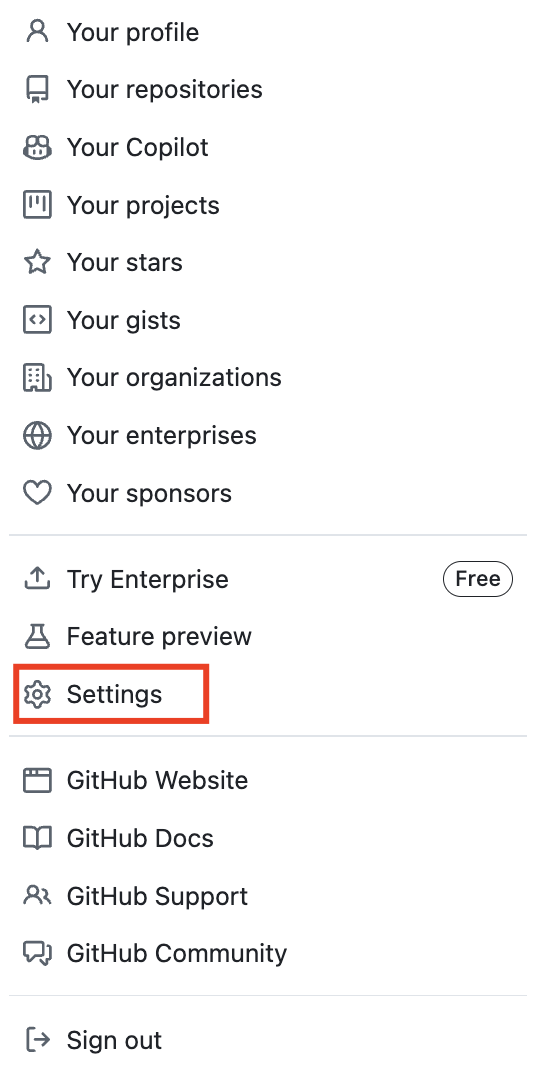 Your profile
Your repositories
Your Copilot
Your projects
Your stars
Your gists
Your organizations
Your enterprises
Your sponsors
Try Enterprise Free
Feature preview
Settings
GitHub Website
GitHub Docs
GitHub Support
GitHub Community
Sign out